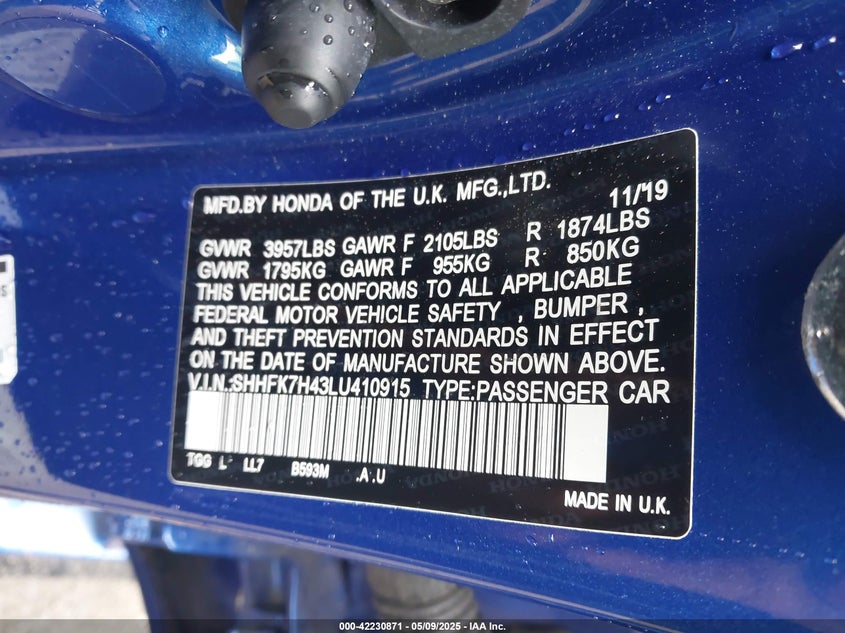 MFD.BY HONDA OF THE U.K. MFG.,LTD. 11/19
GVWR 3957LBS GAWR F 2105LBS R 1874LBS
GVWR 1795KG GAWR F 955KG R 850KG
THIS VEHICLE CONFORMS TO ALL APPLICABLE
FEDERAL MOTOR VEHICLE SAFETY , BUMPER ,
AND THEFT PREVENTION STANDARDS IN EFFECT
ON THE DATE OF MANUFACTURE SHOWN ABOVE.
V.I.N.:SHHFK7H43LU410915 TYPE:PASSENGER CAR
TGG L LL7 B593M .A .U
MADE IN U.K.
000-42230871 | 05/09/2025 | IAA Inc.